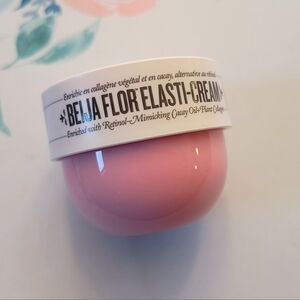 Enrichie en collagène végétal et en cacay, alternative au rétinol
BEIJA FLOR ELASTI-CREAM
Enriched with Retinol-Mimicking Cacay Oil+Plant Collagen